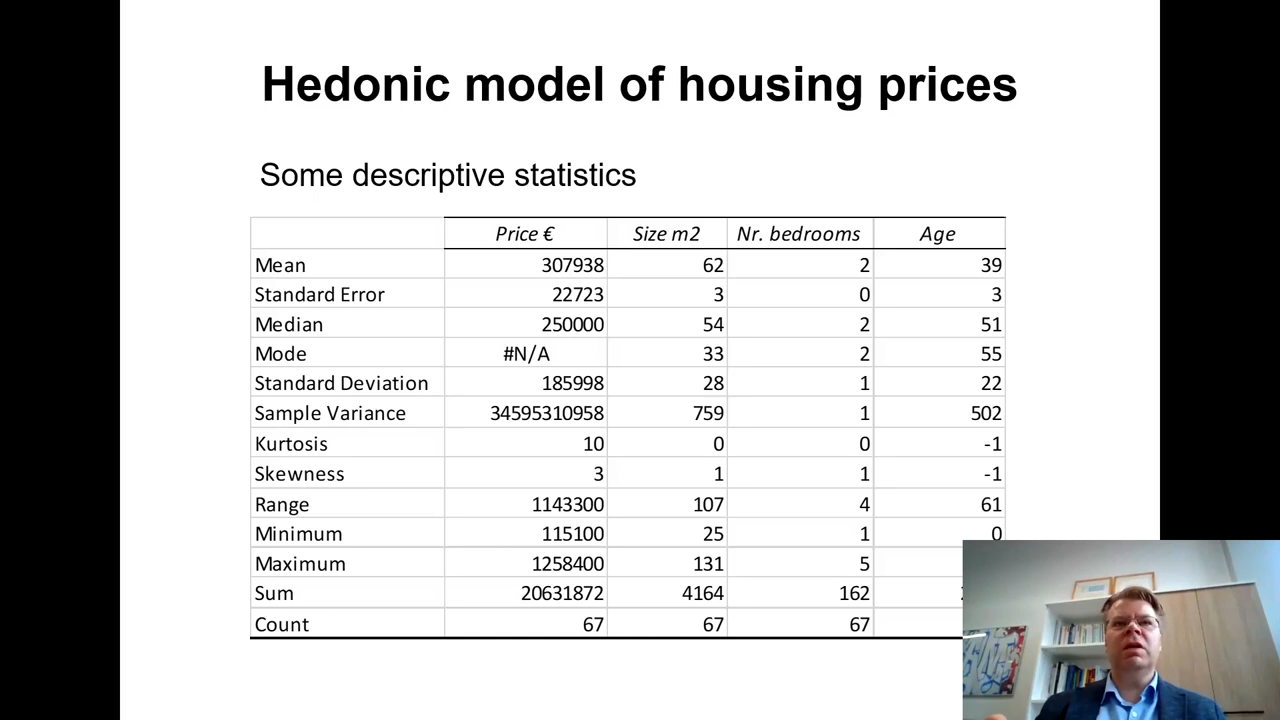 Hedonic model of housing prices
Some descriptive statistics
Price € Size m2 Nr. bedrooms Age
Mean 307938 62 2 39
Standard Error 22723 3 0 3
Median 250000 54 2 51
Mode #N/A 33 2 55
Standard Deviation 185998 28 1 22
Sample Variance 34595310958 759 1 502
Kurtosis 10 0 0 -1
Skewness 3 1 1 -1
Range 1143300 107 4 61
Minimum 115100 25 1 0
Maximum 1258400 131 5
Sum 20631872 4164 162
Count 67 67 67